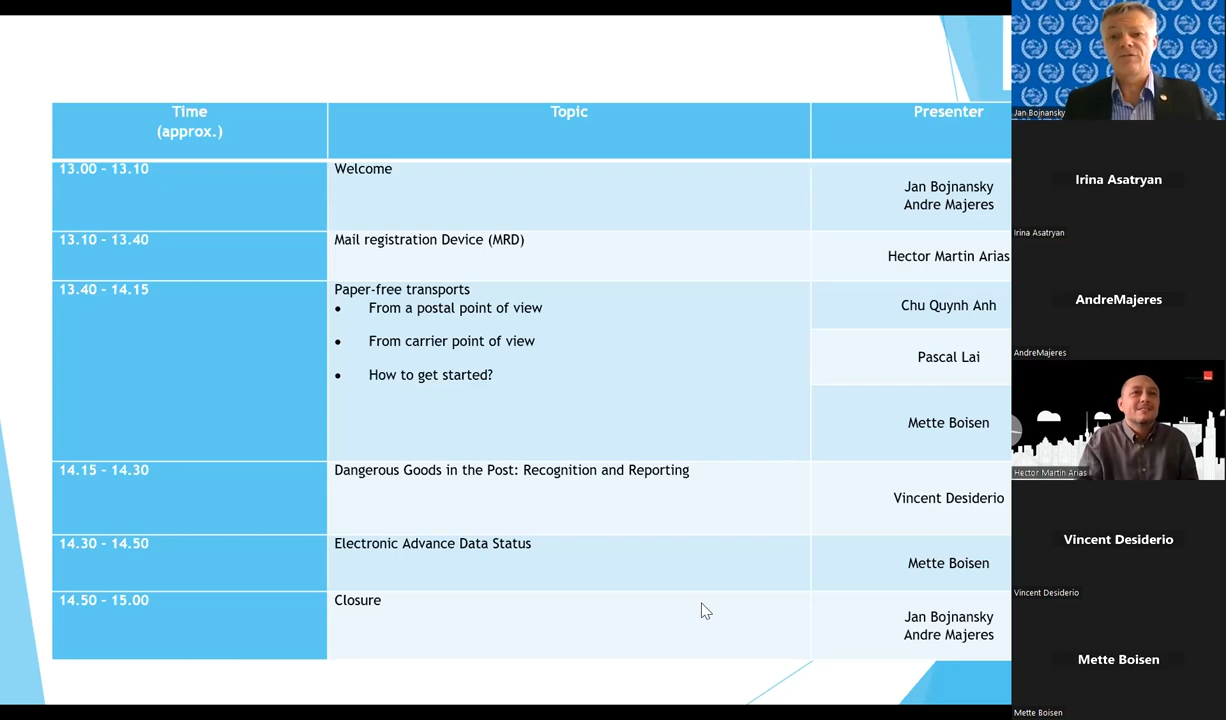 Time
(approx.)
Topic
Presenter
13.00 – 13.10
Welcome
Jan Bojnansky
Andre Majeres
13.10 – 13.40
Mail registration Device (MRD)
Hector Martin Arias
13.40 – 14.15
Paper-free transports
• From a postal point of view
• From carrier point of view
• How to get started?
Chu Quynh Anh
Pascal Lai
Mette Boisen
14.15 – 14.30
Dangerous Goods in the Post: Recognition and Reporting
Vincent Desiderio
14.30 – 14.50
Electronic Advance Data Status
Mette Boisen
14.50 – 15.00
Closure
Jan Bojnansky
Andre Majeres
Jan Bojnansky
Irina Asatryan
Irina Asatryan
AndreMajeres
AndreMajeres
Hector Martin Arias
Vincent Desiderio
Vincent Desiderio
Mette Boisen
Mette Boisen